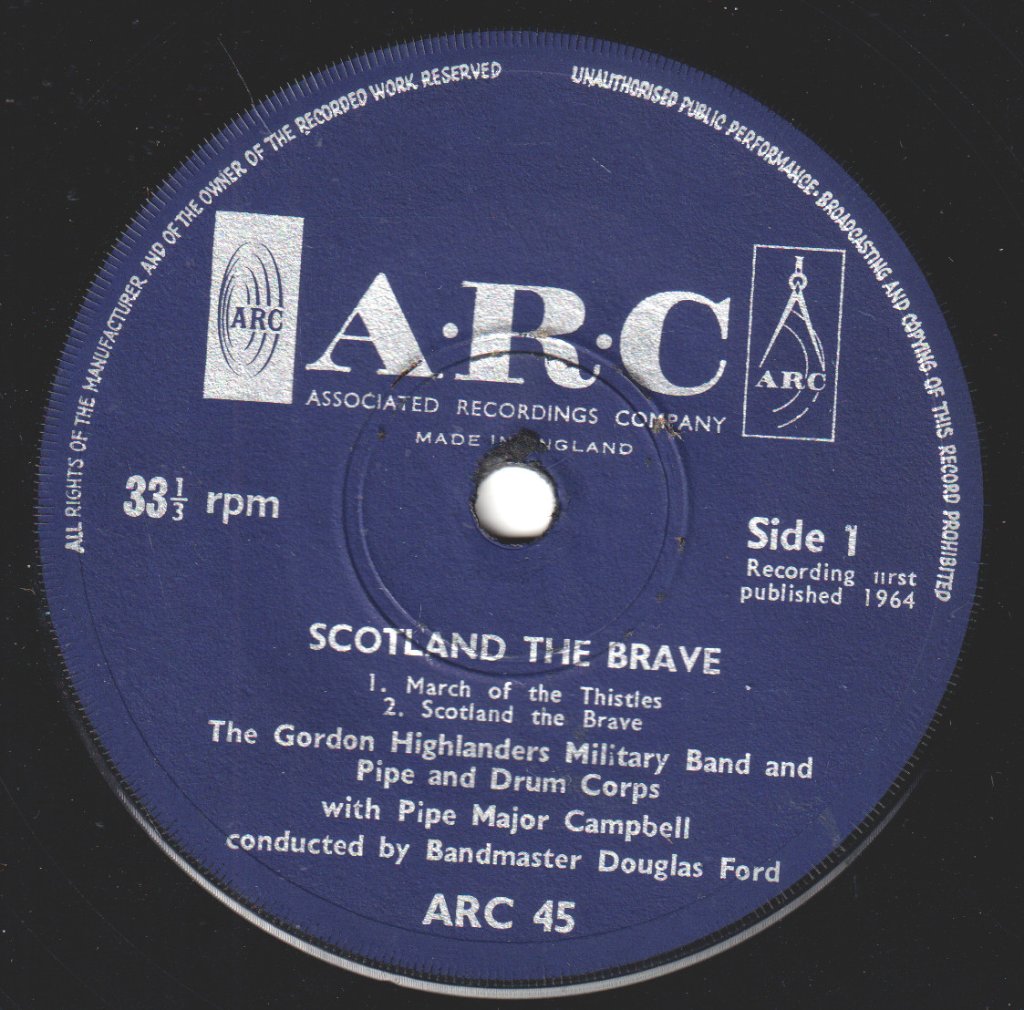 ALL RIGHTS OF THE MANUFACTURER AND OF THE OWNER OF THE RECORDED WORK RESERVED
UNAUTHORISED PUBLIC PERFORMANCE · BROADCASTING AND COPYING OF THIS RECORD PROHIBITED
ARC
A·R·C
ARC
ASSOCIATED RECORDINGS COMPANY
MADE IN ENGLAND
33⅓ rpm
Side 1
Recording first
published 1964
SCOTLAND THE BRAVE
1. March of the Thistles
2. Scotland the Brave
The Gordon Highlanders Military Band and
Pipe and Drum Corps
with Pipe Major Campbell
conducted by Bandmaster Douglas Ford
ARC 45